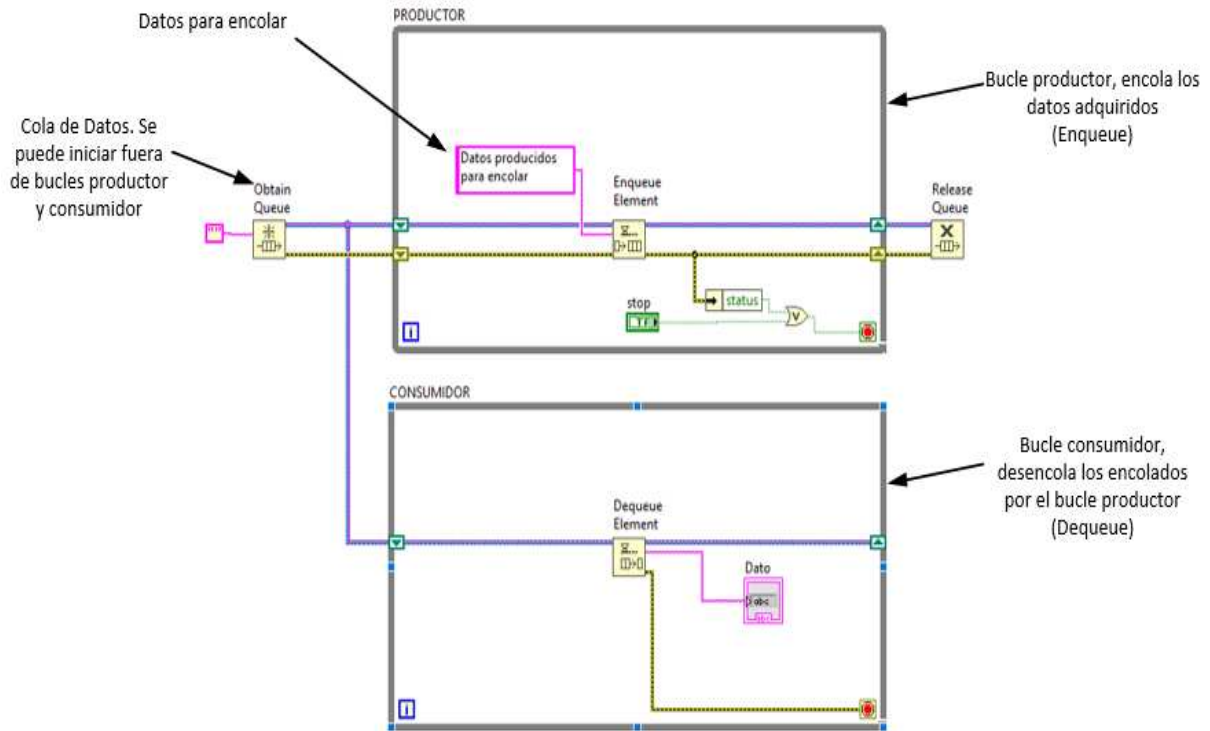 PRODUCTOR
Datos para encolar
Bucle productor, encola los
datos adquiridos
(Enqueue)
Cola de Datos. Se
puede iniciar fuera
de bucles productor
y consumidor
Obtain
Queue
Datos producidos
para encolar
Enqueue
Element
Release
Queue
status
stop
TF
i
CONSUMIDOR
Bucle consumidor,
desencola los encolados
por el bucle productor
(Dequeue)
Dequeue
Element
Dato
abc
i